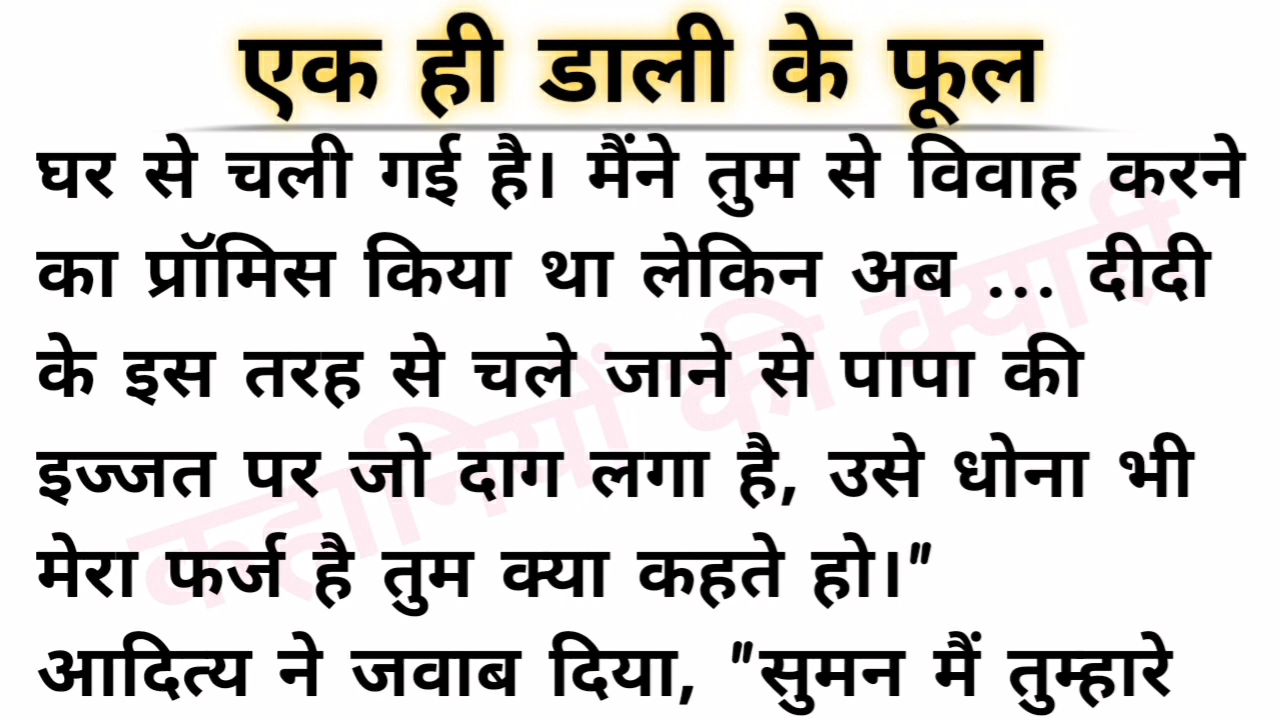 एक ही डाली के फूल
घर से चली गई है। मैंने तुम से विवाह करने
का प्रॉमिस किया था लेकिन अब ... दीदी
के इस तरह से चले जाने से पापा की
इज्जत पर जो दाग लगा है, उसे धोना भी
मेरा फर्ज है तुम क्या कहते हो।"
आदित्य ने जवाब दिया, "सुमन मैं तुम्हारे
कहानियों की क्यारी